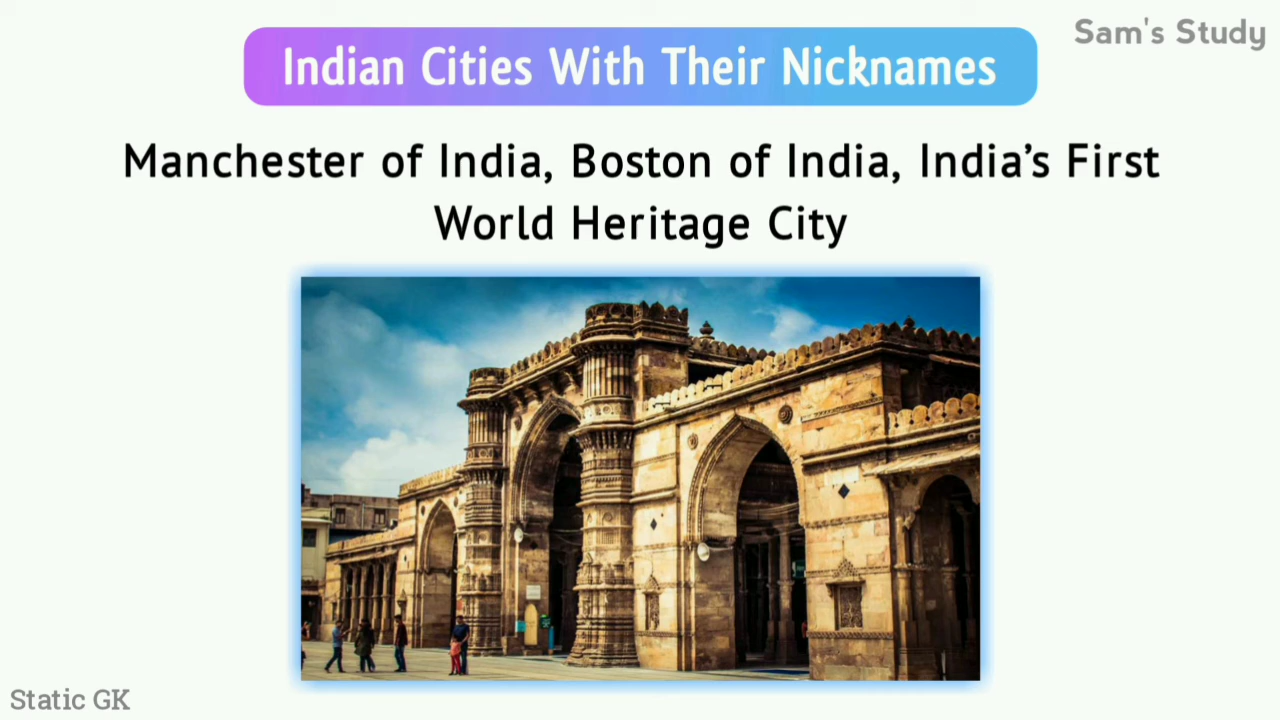 Sam's Study
Indian Cities With Their Nicknames
Manchester of India, Boston of India, India’s First
World Heritage City
Static GK